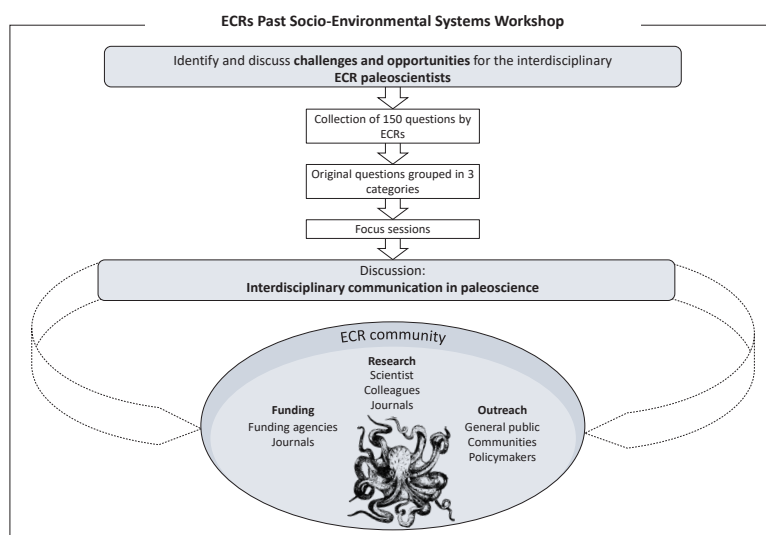 ECRs Past Socio-Environmental Systems Workshop
Identify and discuss challenges and opportunities for the interdisciplinary
ECR paleoscientists
Collection of 150 questions by
ECRs
Original questions grouped in 3
categories
Focus sessions
Discussion:
Interdisciplinary communication in paleoscience
ECR community
Research
Scientist
Colleagues
Journals
Funding
Funding agencies
Journals
Outreach
General public
Communities
Policymakers